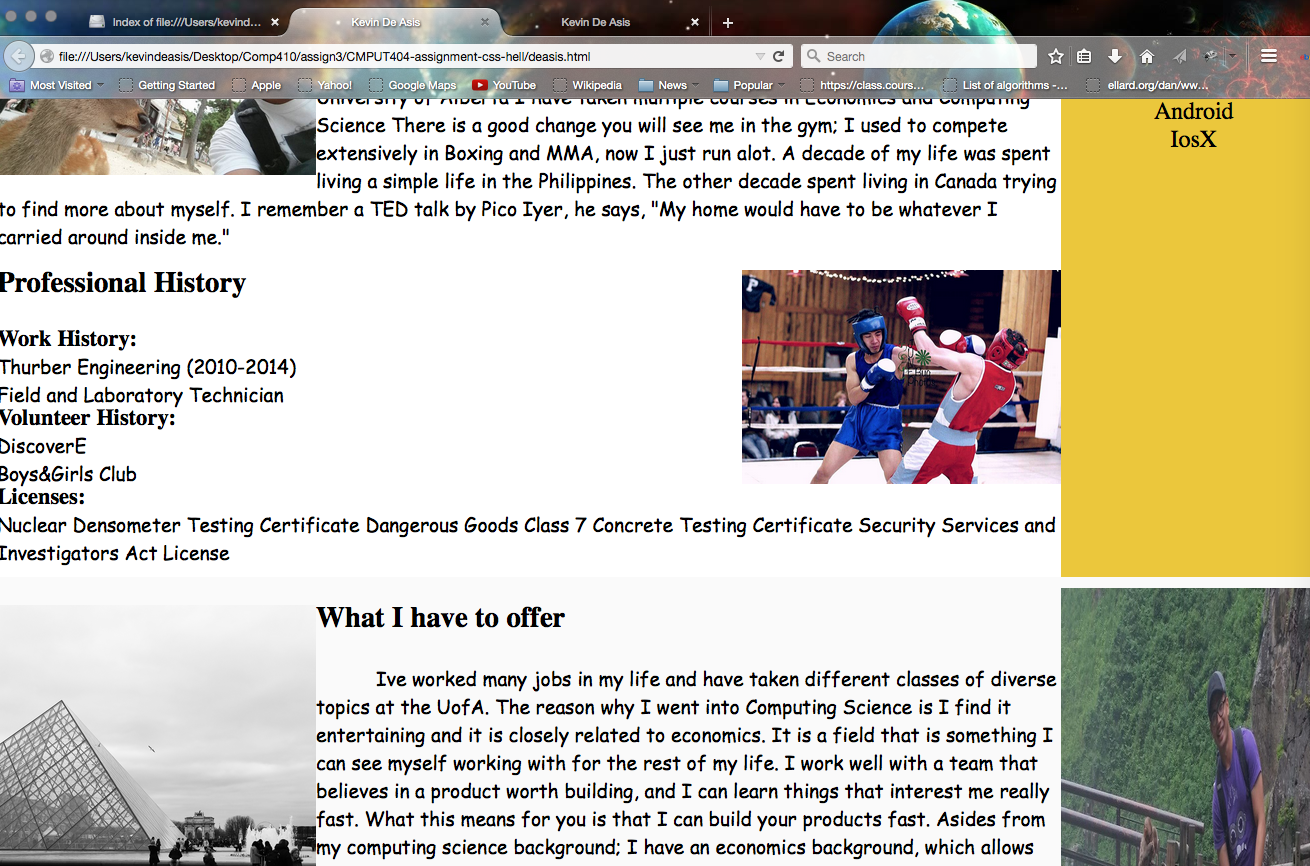 Index of file:///Users/kevind...
Kevin De Asis
Kevin De Asis
file:///Users/kevindeasis/Desktop/Comp410/assign3/CMPUT404-assignment-css-hell/deasis.html
Search
Most Visited
Getting Started
Apple
Yahoo!
Google Maps
YouTube
Wikipedia
News
Popular
https://class.cours...
List of algorithms -...
ellard.org/dan/ww...
University of Alberta I have taken multiple courses in Economics and Computing
Science There is a good change you will see me in the gym; I used to compete
extensively in Boxing and MMA, now I just run alot. A decade of my life was spent
living a simple life in the Philippines. The other decade spent living in Canada trying
to find more about myself. I remember a TED talk by Pico Iyer, he says, "My home would have to be whatever I
carried around inside me."
Android
IosX
Professional History
Work History:
Thurber Engineering (2010-2014)
Field and Laboratory Technician
Volunteer History:
DiscoverE
Boys&Girls Club
Licenses:
Nuclear Densometer Testing Certificate Dangerous Goods Class 7 Concrete Testing Certificate Security Services and
Investigators Act License
P
What I have to offer
Ive worked many jobs in my life and have taken different classes of diverse
topics at the UofA. The reason why I went into Computing Science is I find it
entertaining and it is closely related to economics. It is a field that is something I
can see myself working with for the rest of my life. I work well with a team that
believes in a product worth building, and I can learn things that interest me really
fast. What this means for you is that I can build your products fast. Asides from
my computing science background; I have an economics background, which allows